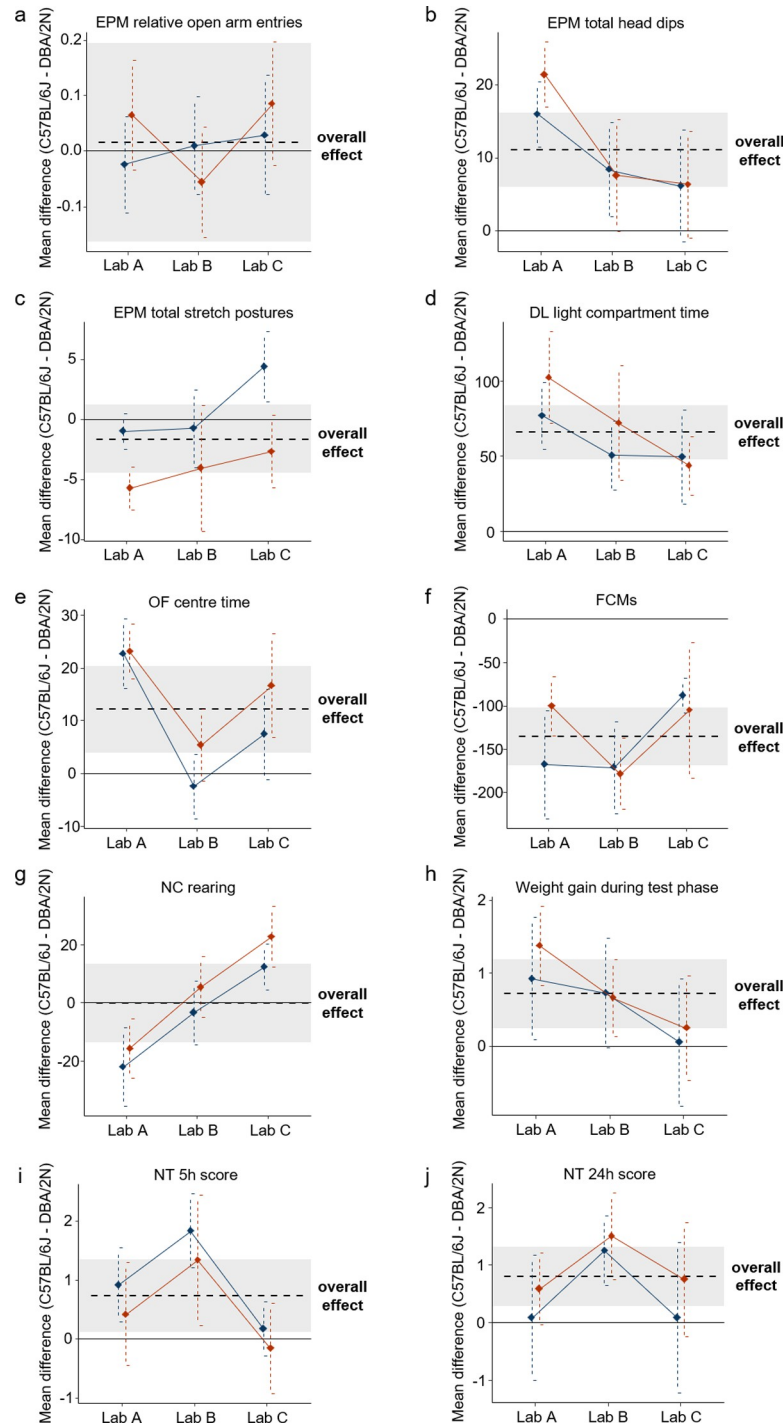 a
EPM relative open arm entries
Mean difference (C57BL/6J - DBA/2N)
0.2
0.1
0.0
-0.1
overall
effect
Lab A Lab B Lab C
b
EPM total head dips
Mean difference (C57BL/6J - DBA/2N)
20
10
0
overall
effect
Lab A Lab B Lab C
c
EPM total stretch postures
Mean difference (C57BL/6J - DBA/2N)
5
0
-5
-10
overall
effect
Lab A Lab B Lab C
d
DL light compartment time
Mean difference (C57BL/6J - DBA/2N)
100
50
0
overall
effect
Lab A Lab B Lab C
e
OF centre time
Mean difference (C57BL/6J - DBA/2N)
30
20
10
0
-10
overall
effect
Lab A Lab B Lab C
f
FCMs
Mean difference (C57BL/6J - DBA/2N)
0
-50
-100
-150
-200
overall
effect
Lab A Lab B Lab C
g
NC rearing
Mean difference (C57BL/6J - DBA/2N)
20
0
-20
overall
effect
Lab A Lab B Lab C
h
Weight gain during test phase
Mean difference (C57BL/6J - DBA/2N)
2
1
0
overall
effect
Lab A Lab B Lab C
i
NT 5h score
Mean difference (C57BL/6J - DBA/2N)
2
1
0
-1
overall
effect
Lab A Lab B Lab C
j
NT 24h score
Mean difference (C57BL/6J - DBA/2N)
2
1
0
-1
overall
effect
Lab A Lab B Lab C